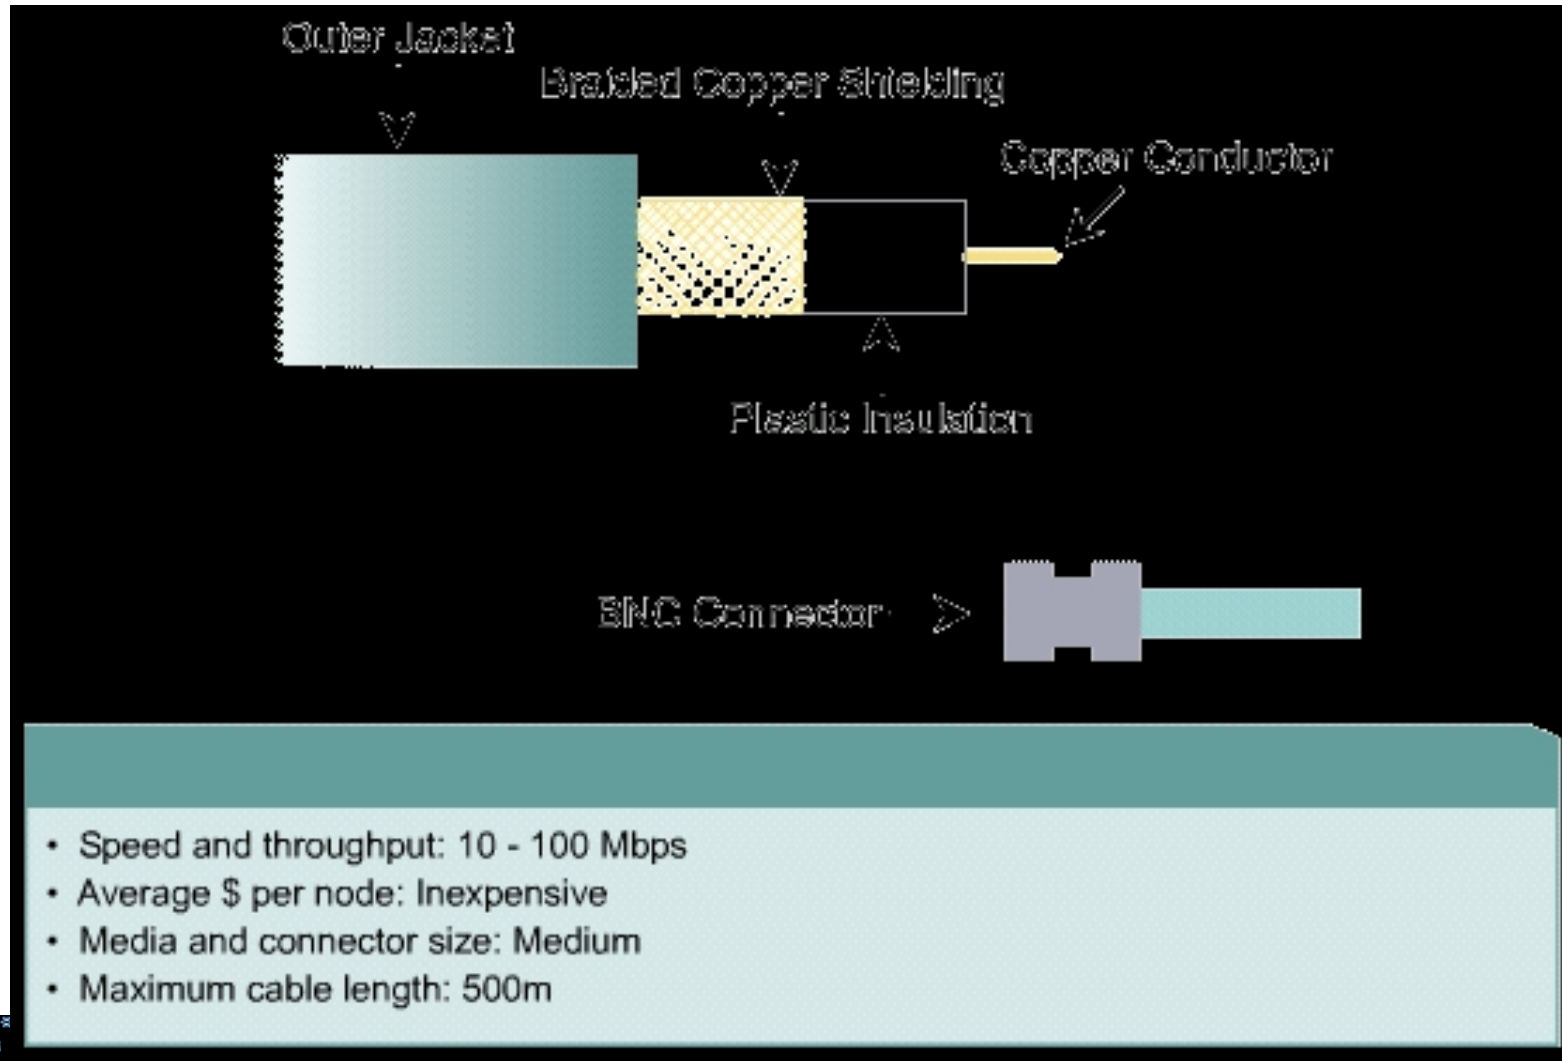 Outer Jacket
Braided Copper Shielding
Copper Conductor
Plastic Insulation
BNC Connector
• Speed and throughput: 10 - 100 Mbps
• Average $ per node: Inexpensive
• Media and connector size: Medium
• Maximum cable length: 500m